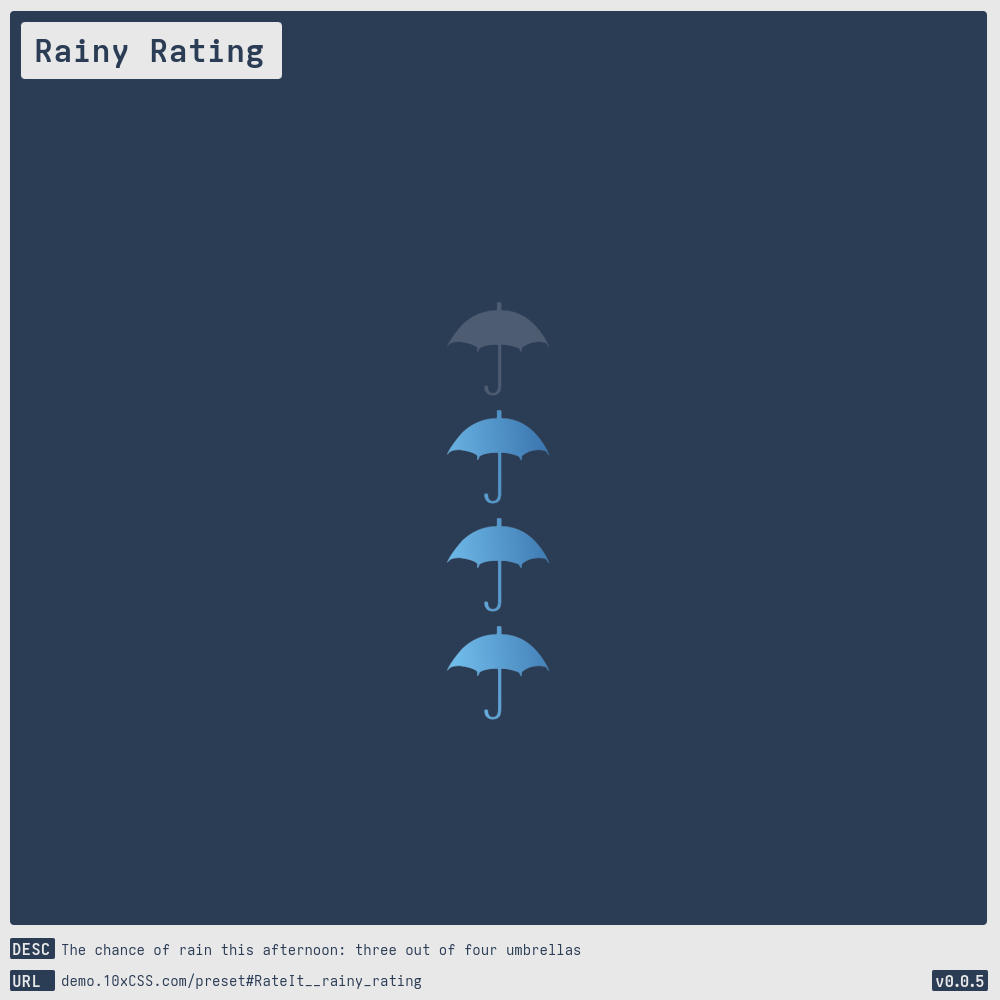 Rainy Rating
DESC The chance of rain this afternoon: three out of four umbrellas
URL demo.10xCSS.com/preset#RateIt__rainy_rating
v0.0.5